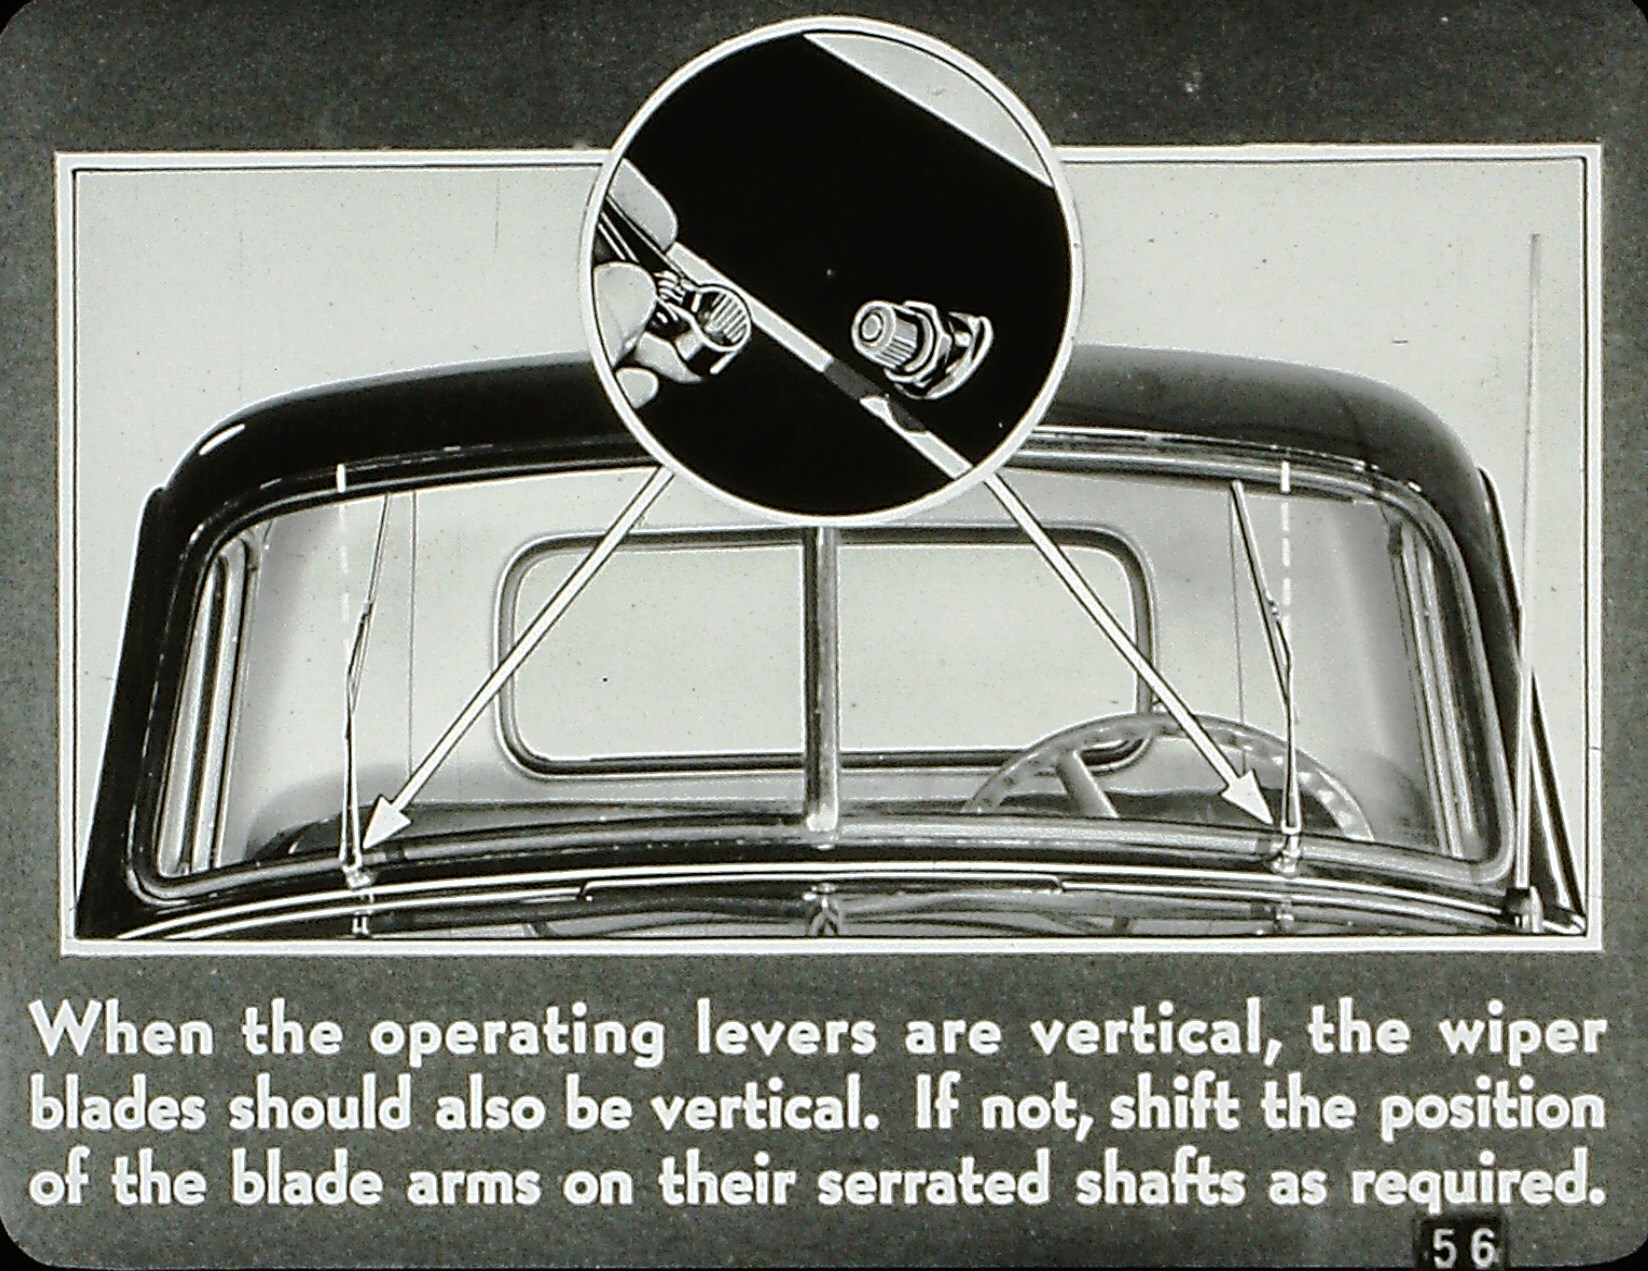 When the operating levers are vertical, the wiper
blades should also be vertical. If not, shift the position
of the blade arms on their serrated shafts as required.
56